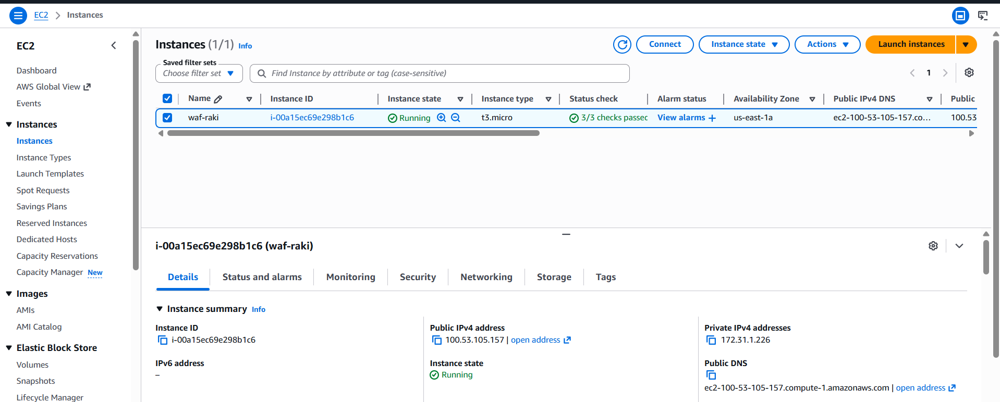 EC2 > Instances
EC2
Dashboard
AWS Global View
Events
Instances
Instances
Instance Types
Launch Templates
Spot Requests
Savings Plans
Reserved Instances
Dedicated Hosts
Capacity Reservations
Capacity Manager New
Images
AMIs
AMI Catalog
Elastic Block Store
Volumes
Snapshots
Lifecycle Manager
Instances (1/1) Info
Connect
Instance state
Actions
Launch instances
Saved filter sets
Choose filter set
Find Instance by attribute or tag (case-sensitive)
1
Name Instance ID Instance state Instance type Status check Alarm status Availability Zone Public IPv4 DNS Public
waf-raki i-00a15ec69e298b1c6 Running t3.micro 3/3 checks passec View alarms + us-east-1a ec2-100-53-105-157.co... 100.53
i-00a15ec69e298b1c6 (waf-raki)
Details Status and alarms Monitoring Security Networking Storage Tags
Instance summary Info
Instance ID
i-00a15ec69e298b1c6
IPv6 address
–
Public IPv4 address
100.53.105.157 | open address
Instance state
Running
Private IPv4 addresses
172.31.1.226
Public DNS
ec2-100-53-105-157.compute-1.amazonaws.com | open address